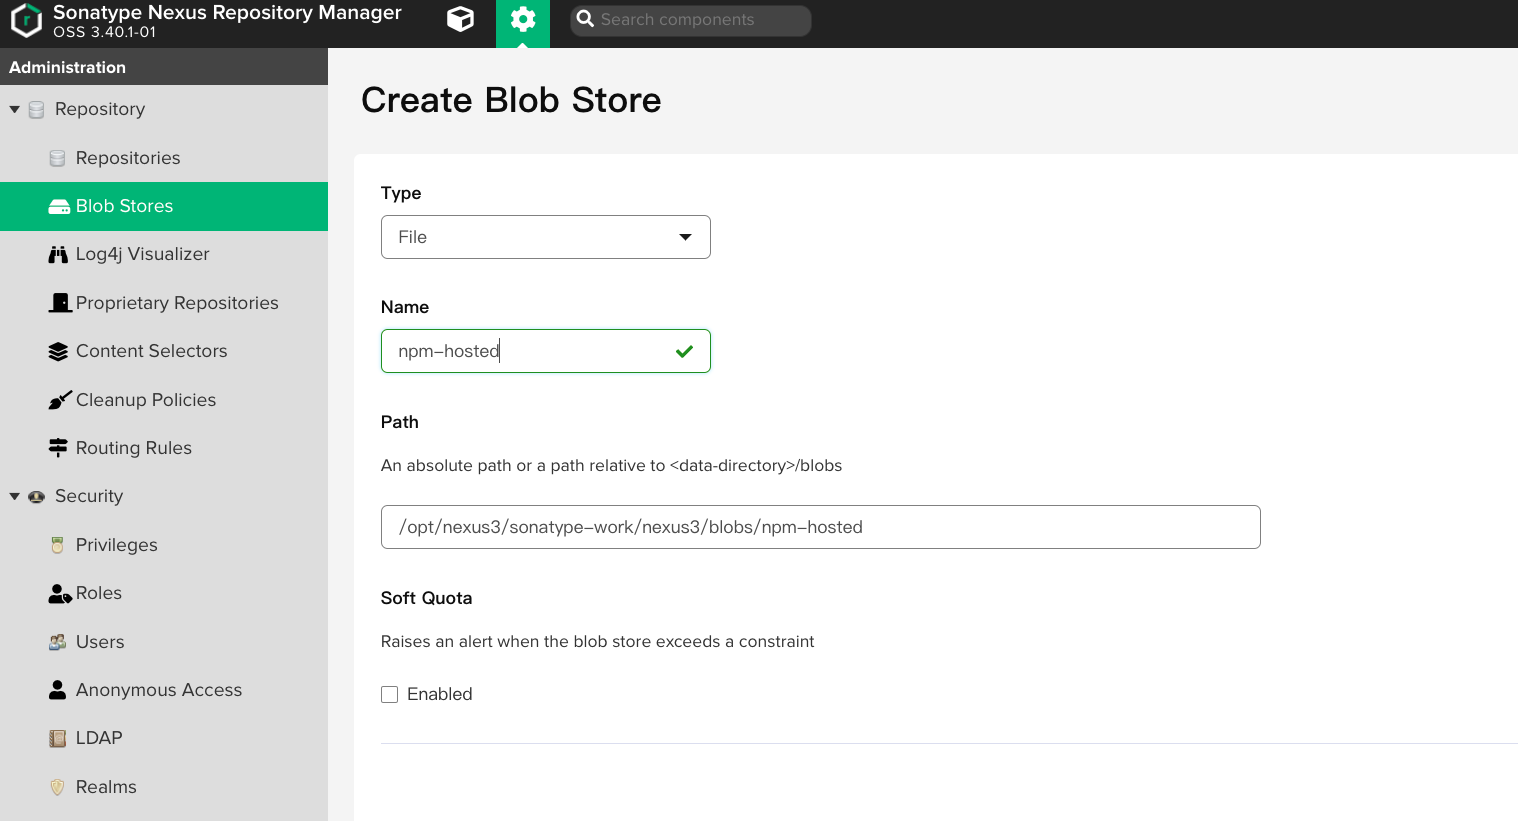 Sonatype Nexus Repository Manager
OSS 3.40.1-01
Search components
Administration
Repository
Repositories
Blob Stores
Log4j Visualizer
Proprietary Repositories
Content Selectors
Cleanup Policies
Routing Rules
Security
Privileges
Roles
Users
Anonymous Access
LDAP
Realms
Create Blob Store
Type
File
Name
npm-hosted
Path
An absolute path or a path relative to <data-directory>/blobs
/opt/nexus3/sonatype-work/nexus3/blobs/npm-hosted
Soft Quota
Raises an alert when the blob store exceeds a constraint
Enabled